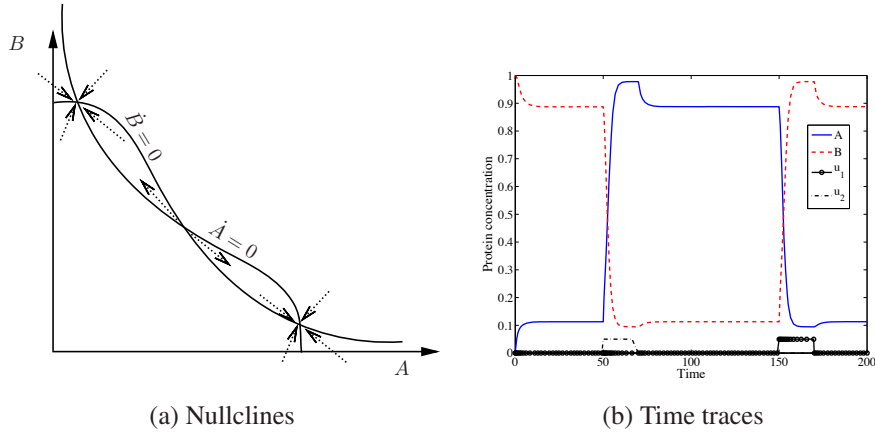 B
Ḃ = 0
Ȧ = 0
A
(a) Nullclines
Protein concentration
1
0.9
0.8
0.7
0.6
0.5
0.4
0.3
0.2
0.1
0
0 50 100 150 200
Time
A
B
u₁
u₂
(b) Time traces